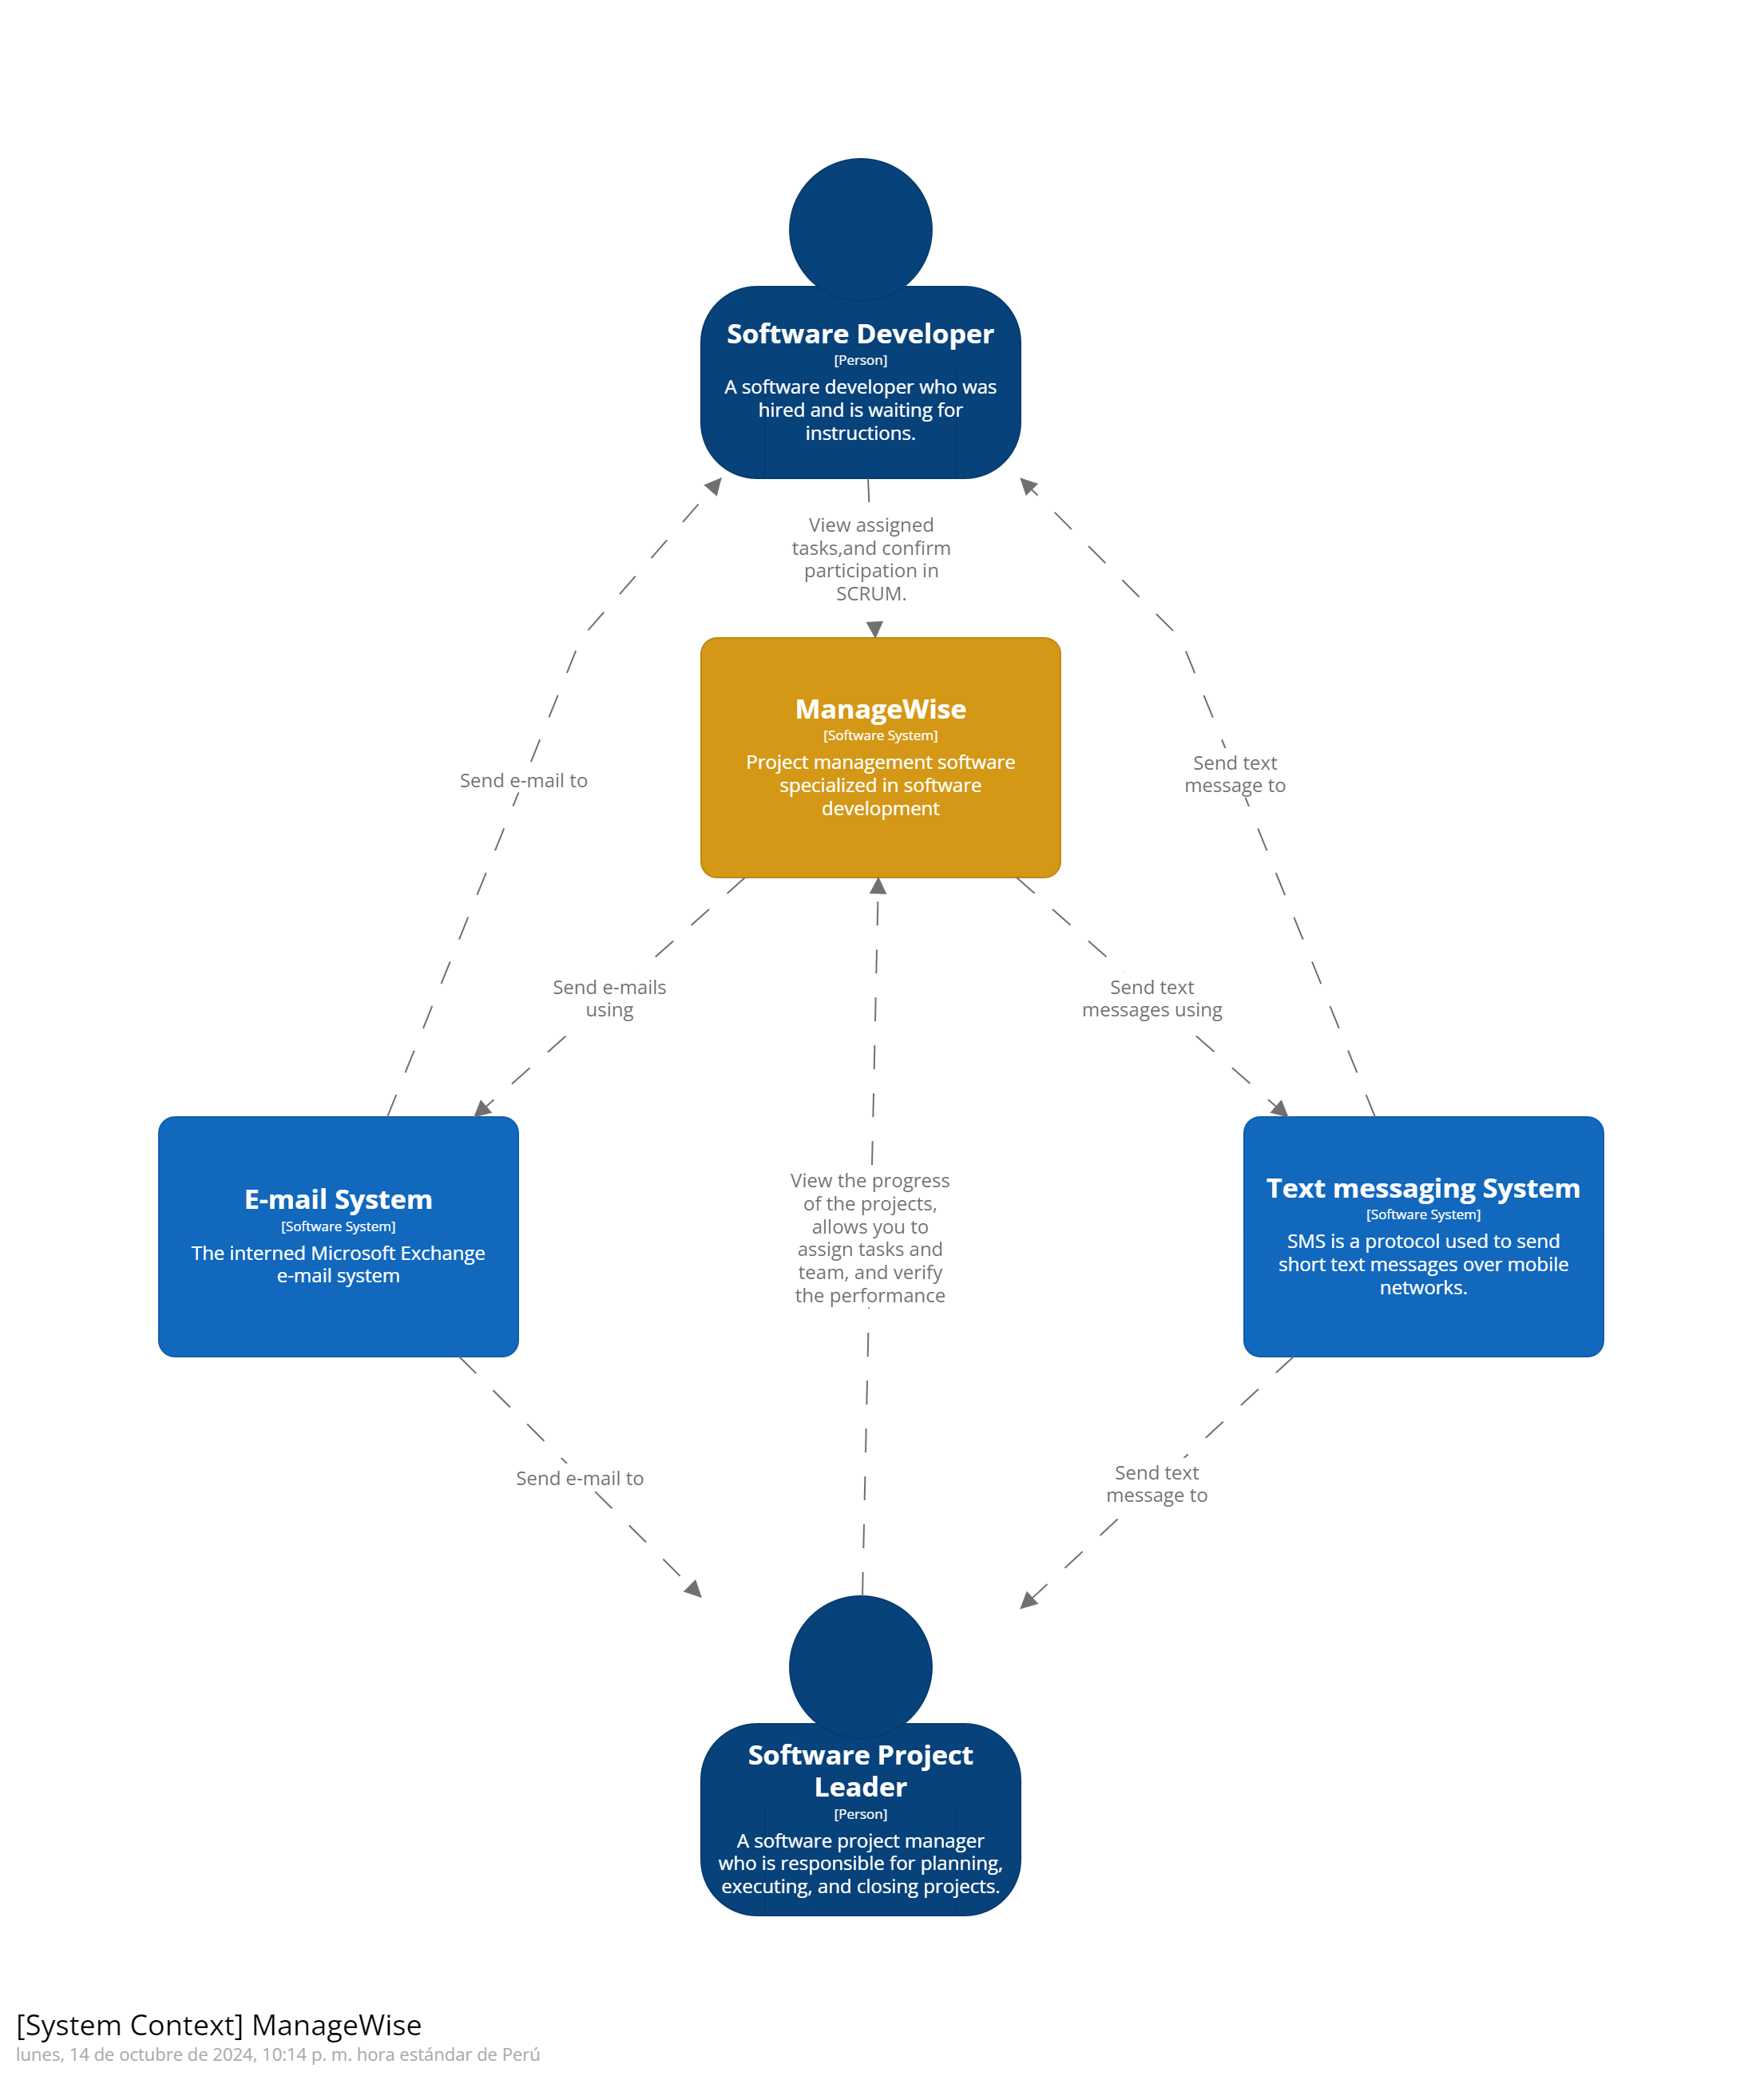 Software Developer
[Person]
A software developer who was
hired and is waiting for
instructions.
View assigned
tasks,and confirm
participation in
SCRUM.
ManageWise
[Software System]
Project management software
specialized in software
development
Send e-mail to
Send text
message to
Send e-mails
using
Send text
messages using
E-mail System
[Software System]
The interned Microsoft Exchange
e-mail system
View the progress
of the projects,
allows you to
assign tasks and
team, and verify
the performance
Text messaging System
[Software System]
SMS is a protocol used to send
short text messages over mobile
networks.
Send e-mail to
Send text
message to
Software Project
Leader
[Person]
A software project manager
who is responsible for planning,
executing, and closing projects.
[System Context] ManageWise
lunes, 14 de octubre de 2024, 10:14 p. m. hora estándar de Perú